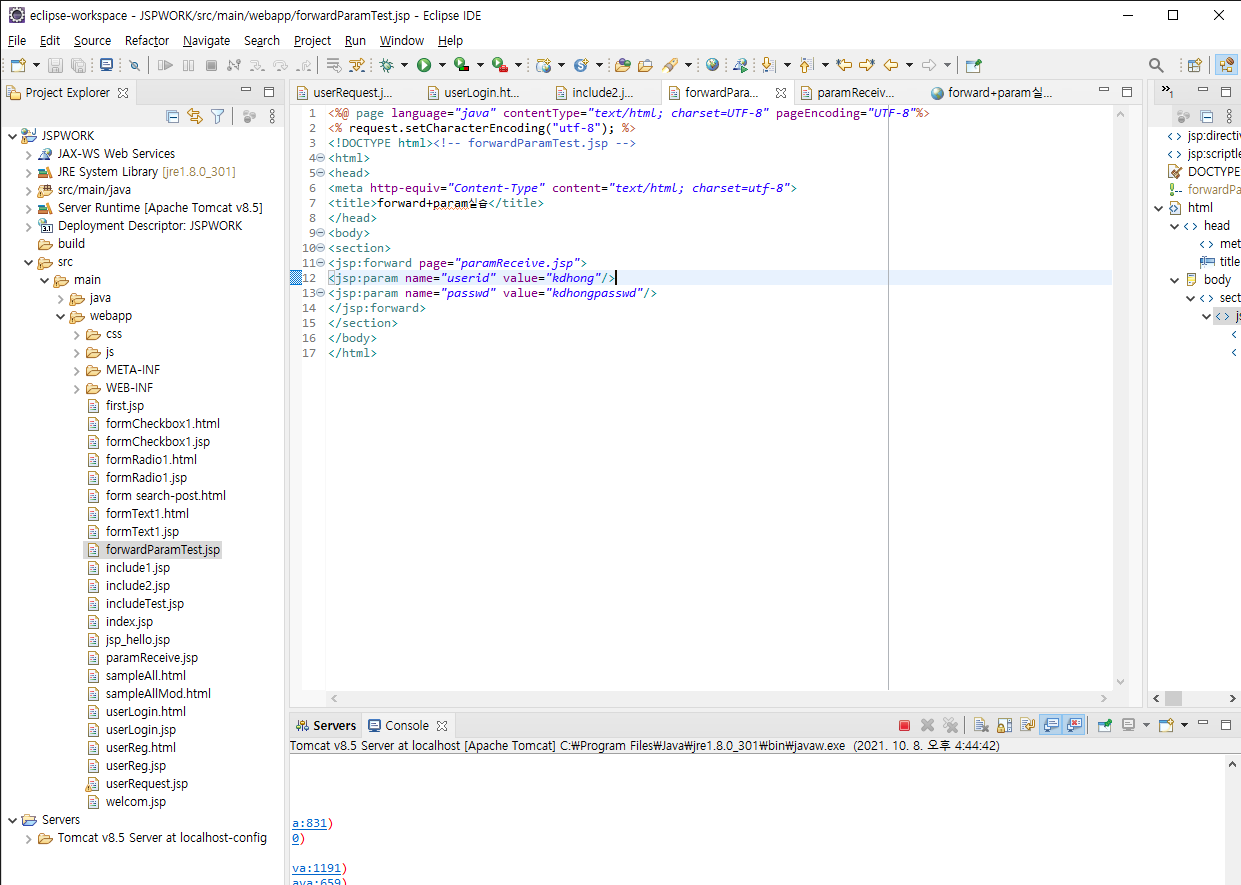 eclipse-workspace - JSPWORK/src/main/webapp/forwardParamTest.jsp - Eclipse IDE
File Edit Source Refactor Navigate Search Project Run Window Help
Project Explorer
JSPWORK
JAX-WS Web Services
JRE System Library [jre1.8.0_301]
src/main/java
Server Runtime [Apache Tomcat v8.5]
Deployment Descriptor: JSPWORK
build
src
main
java
webapp
css
js
META-INF
WEB-INF
first.jsp
formCheckbox1.html
formCheckbox1.jsp
formRadio1.html
formRadio1.jsp
form search-post.html
formText1.html
formText1.jsp
forwardParamTest.jsp
include1.jsp
include2.jsp
includeTest.jsp
index.jsp
jsp_hello.jsp
paramReceive.jsp
sampleAll.html
sampleAllMod.html
userLogin.html
userLogin.jsp
userReg.html
userReg.jsp
userRequest.jsp
welcom.jsp
Servers
Tomcat v8.5 Server at localhost-config
userRequest.j... userLogin.ht... include2.j... forwardPara... paramReceiv... forward+param실...
1 <%@ page language="java" contentType="text/html; charset=UTF-8" pageEncoding="UTF-8"%>
2 <% request.setCharacterEncoding("utf-8"); %>
3 <!DOCTYPE html><!-- forwardParamTest.jsp -->
4 <html>
5 <head>
6 <meta http-equiv="Content-Type" content="text/html; charset=utf-8">
7 <title>forward+param실습</title>
8 </head>
9 <body>
10 <section>
11 <jsp:forward page="paramReceive.jsp">
12 <jsp:param name="userid" value="kdhong"/>
13 <jsp:param name="passwd" value="kdhongpasswd"/>
14 </jsp:forward>
15 </section>
16 </body>
17 </html>
»1
jsp:directi
jsp:scriptle
DOCTYPE
forwardPa
html
head
met
title
body
sect
js
Servers Console
Tomcat v8.5 Server at localhost [Apache Tomcat] C:₩Program Files₩Java₩jre1.8.0_301₩bin₩javaw.exe (2021. 10. 8. 오후 4:44:42)
a:831)
0)
va:1191)
ava:659)